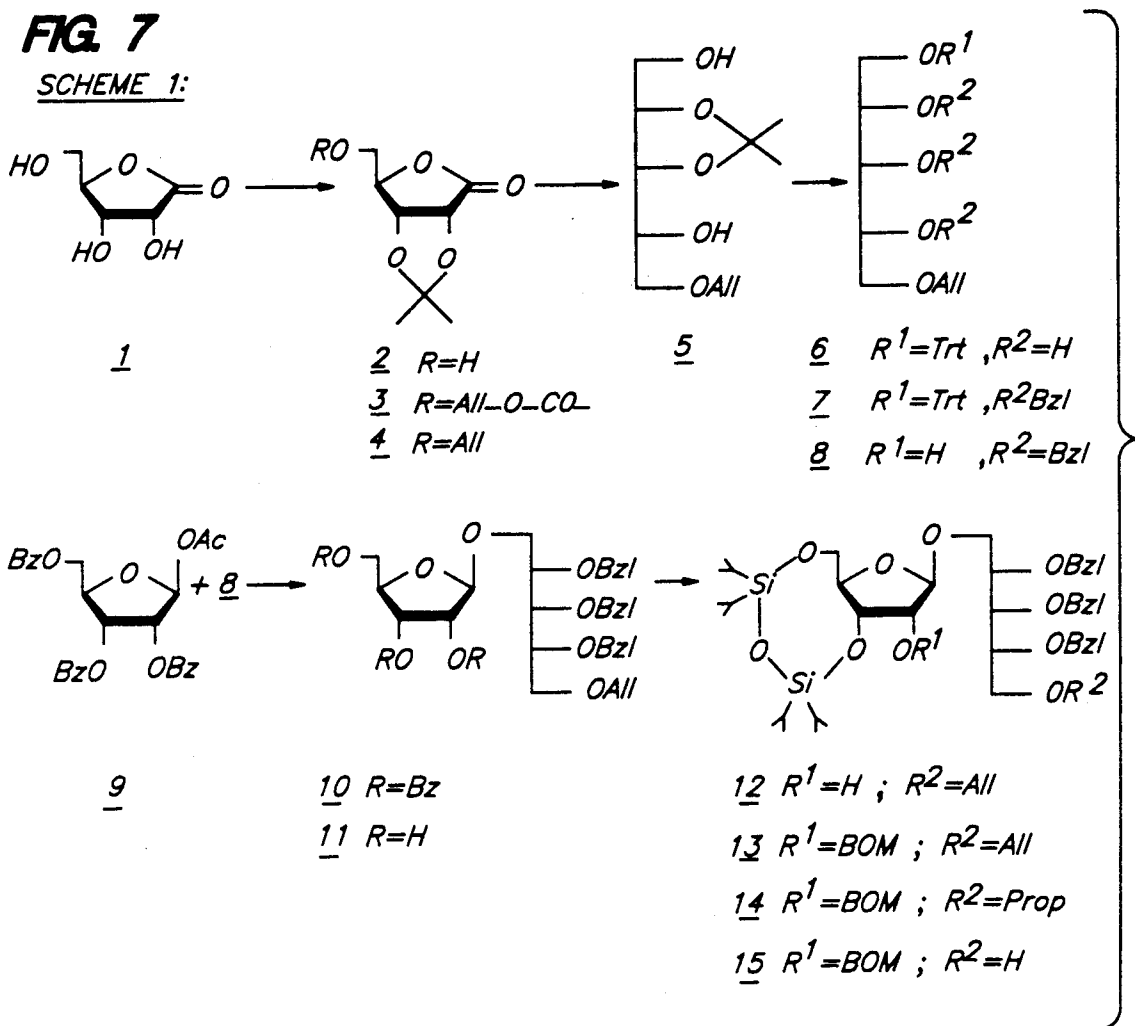 FIG. 7
SCHEME 1:
HO
O
O
HO OH
1
RO
O
O
O O
2 R=H
3 R=All-O-CO-
4 R=All
OH
O
O
OH
OAll
5
OR1
OR2
OR2
OR2
OAll
6 R1=Trt ,R2=H
7 R1=Trt ,R2Bzl
8 R1=H ,R2=Bzl
BzO
O
OAc
BzO OBz
+ 8
9
RO
O
O
RO OR
OBzl
OBzl
OBzl
OAll
10 R=Bz
11 R=H
Si
O
O
O
O
Si
O
OR1
O
OBzl
OBzl
OBzl
OR2
12 R1=H ; R2=All
13 R1=BOM ; R2=All
14 R1=BOM ; R2=Prop
15 R1=BOM ; R2=H